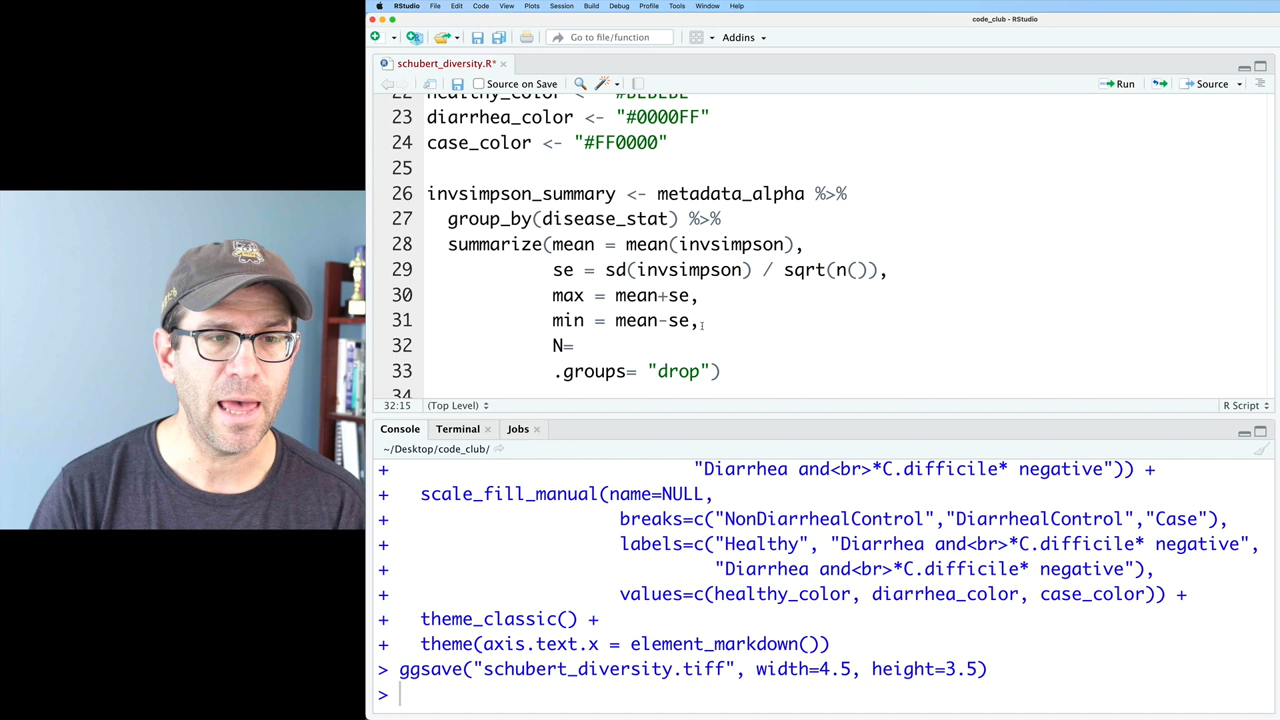 RStudio File Edit Code View Plots Session Build Debug Profile Tools Window Help
code_club - RStudio
Go to file/function Addins
schubert_diversity.R*
Source on Save Run Source
22 healthy_color <- "#BEBEBE"
23 diarrhea_color <- "#0000FF"
24 case_color <- "#FF0000"
25
26 invsimpson_summary <- metadata_alpha %>%
27 group_by(disease_stat) %>%
28 summarize(mean = mean(invsimpson),
29 se = sd(invsimpson) / sqrt(n()),
30 max = mean+se,
31 min = mean-se,
32 N=
33 .groups= "drop")
34
32:15 (Top Level) R Script
Console Terminal Jobs
~/Desktop/code_club/
+ "Diarrhea and<br>*C.difficile* negative")) +
+ scale_fill_manual(name=NULL,
+ breaks=c("NonDiarrhealControl","DiarrhealControl","Case"),
+ labels=c("Healthy", "Diarrhea and<br>*C.difficile* negative",
+ "Diarrhea and<br>*C.difficile* negative"),
+ values=c(healthy_color, diarrhea_color, case_color)) +
+ theme_classic() +
+ theme(axis.text.x = element_markdown())
> ggsave("schubert_diversity.tiff", width=4.5, height=3.5)
>